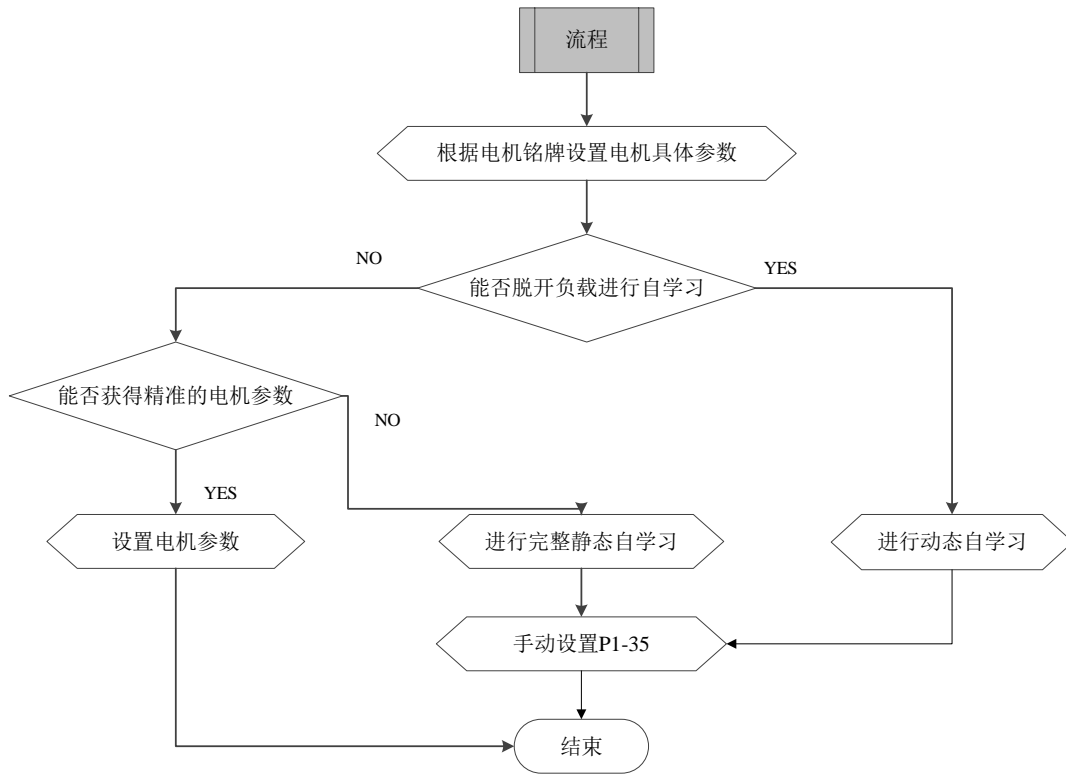 流程
根据电机铭牌设置电机具体参数
NO
YES
能否脱开负载进行自学习
能否获得精准的电机参数
NO
YES
设置电机参数
进行完整静态自学习
进行动态自学习
手动设置P1-35
结束